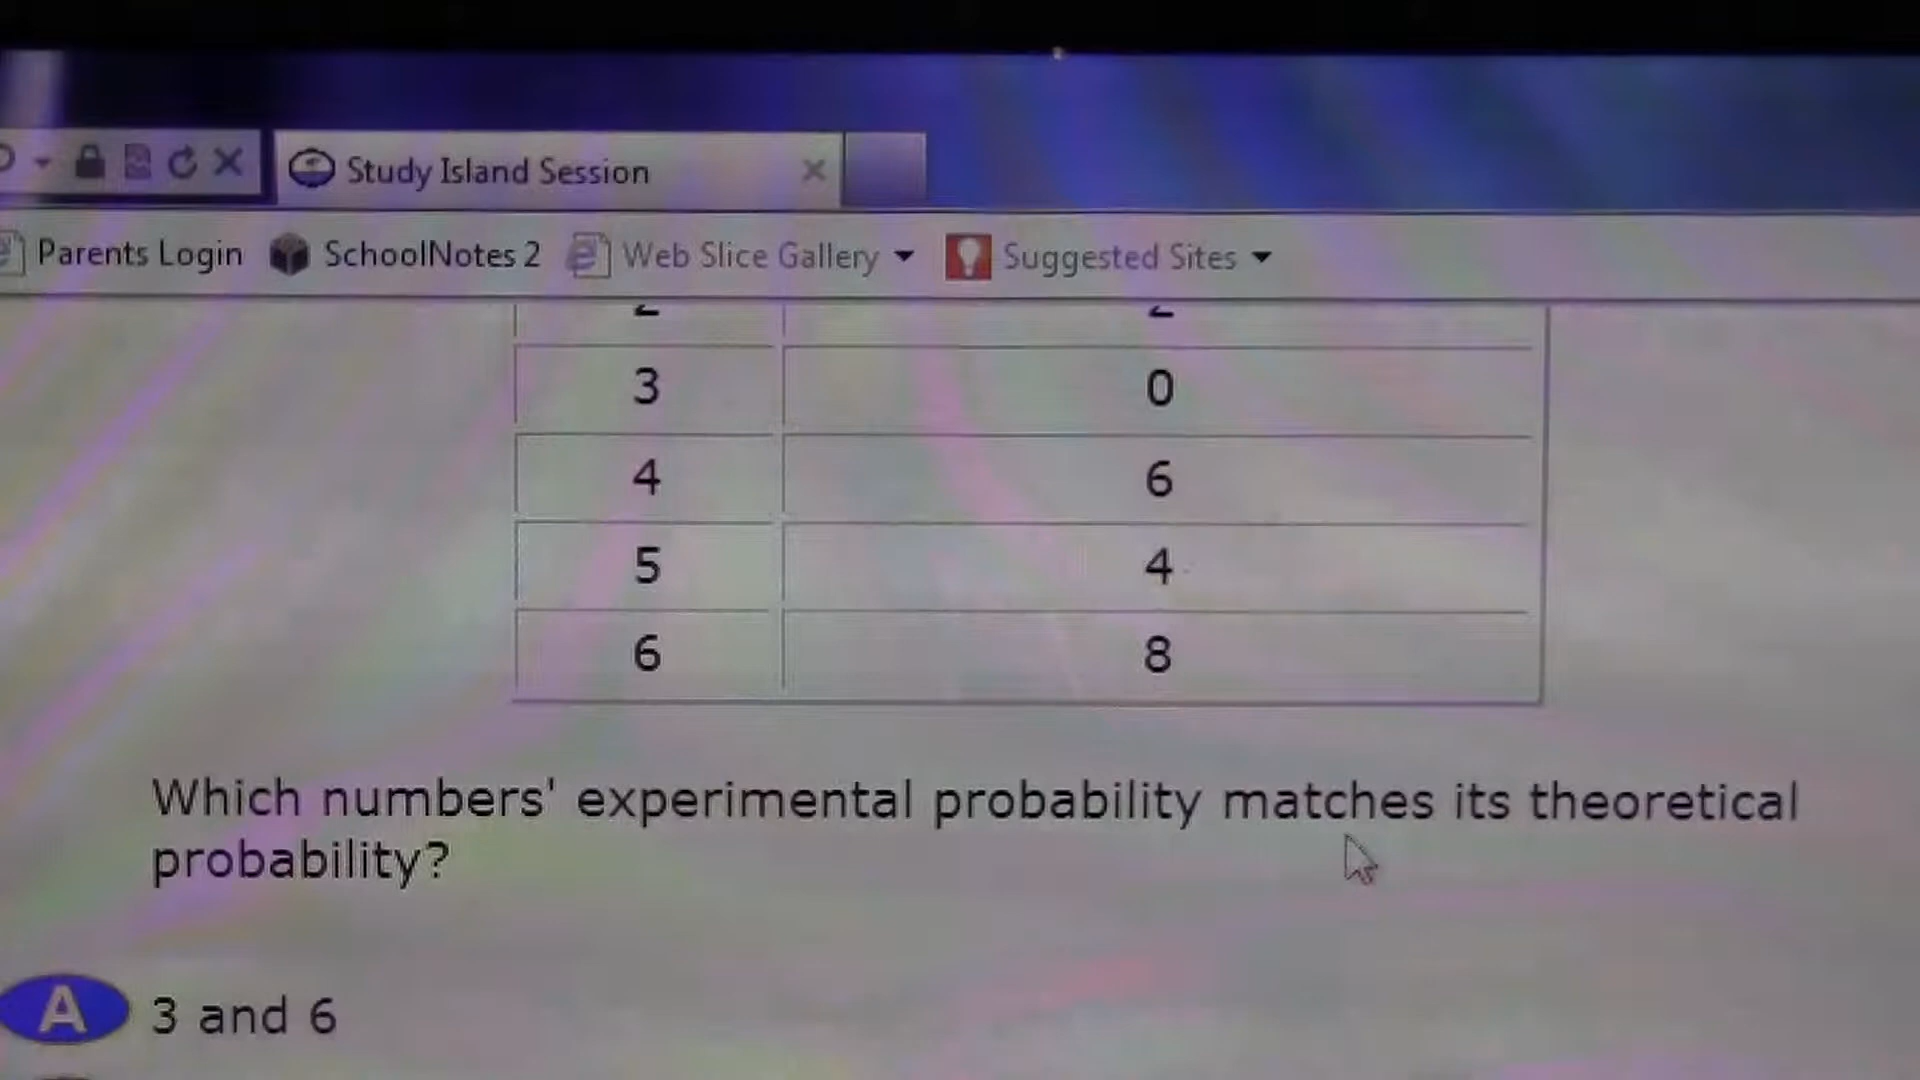 Study Island Session
Parents Login SchoolNotes 2 Web Slice Gallery Suggested Sites
3 0
4 6
5 4
6 8
Which numbers' experimental probability matches its theoretical
probability?
A 3 and 6